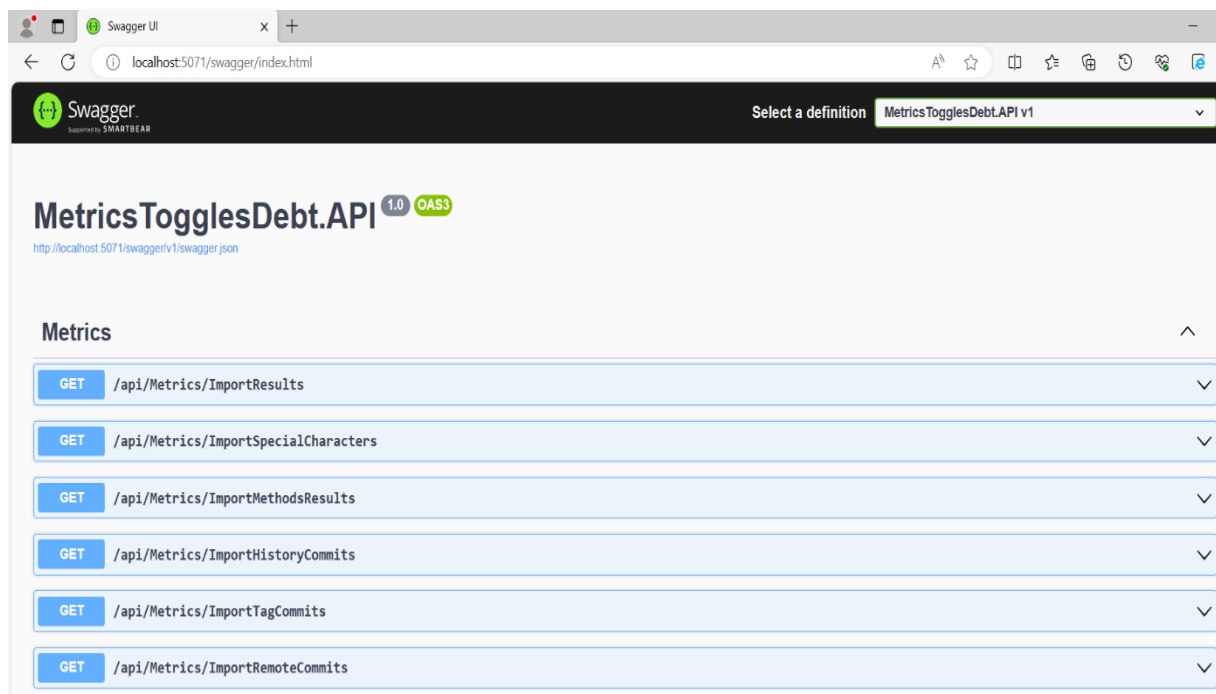 Swagger UI
localhost:5071/swagger/index.html
Swagger.
Supported by SMARTBEAR
Select a definition
MetricsTogglesDebt.API v1
MetricsTogglesDebt.API 1.0 OAS3
http://localhost:5071/swagger/v1/swagger.json
Metrics
GET /api/Metrics/ImportResults
GET /api/Metrics/ImportSpecialCharacters
GET /api/Metrics/ImportMethodsResults
GET /api/Metrics/ImportHistoryCommits
GET /api/Metrics/ImportTagCommits
GET /api/Metrics/ImportRemoteCommits